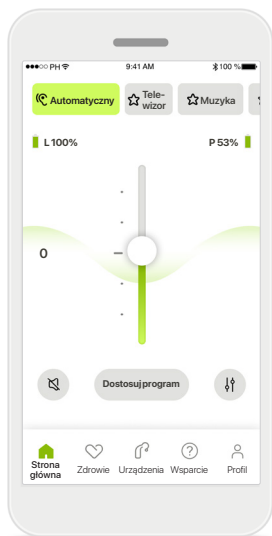 PH 9:41 AM 100 %
Automatyczny Tele-
wizor Muzyka
L 100% P 53%
0
Dostosuj program
Strona
główna Zdrowie Urządzenia Wsparcie Profil